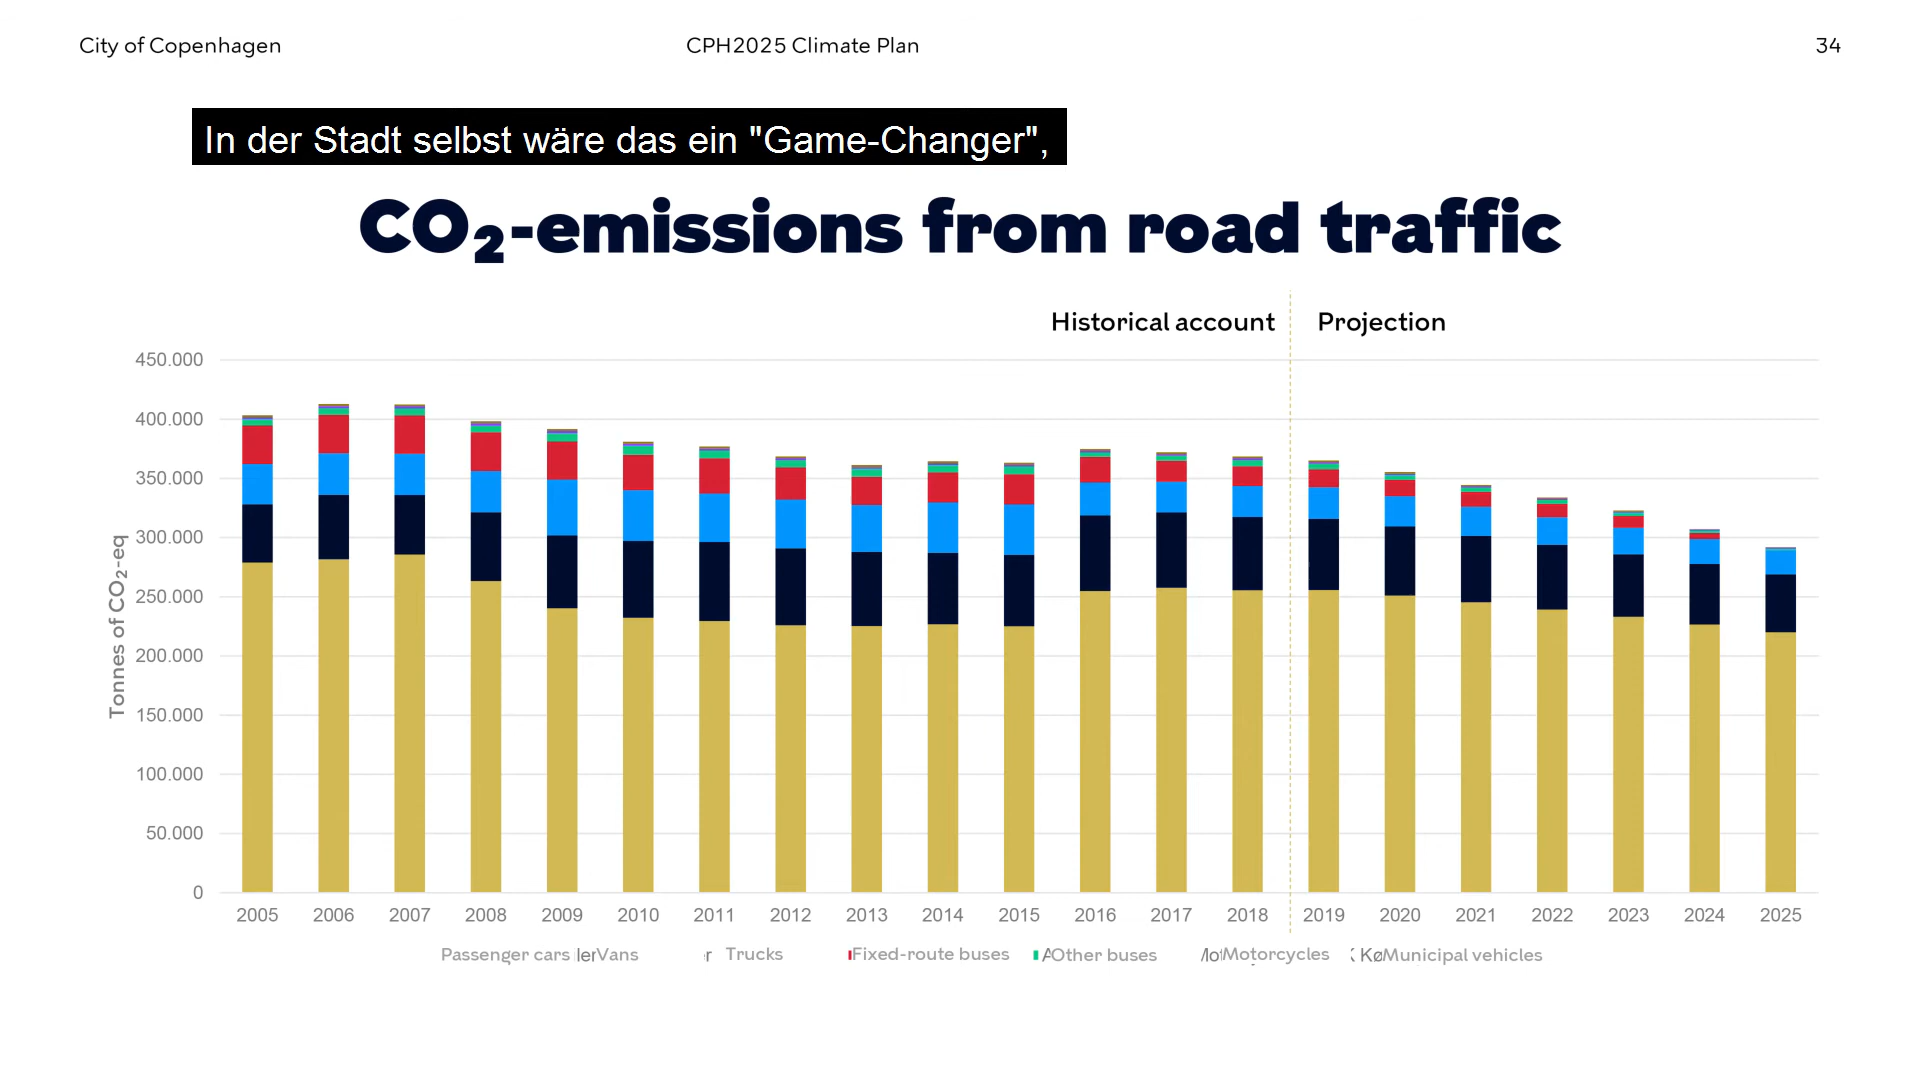 City of Copenhagen
CPH2025 Climate Plan
34
In der Stadt selbst wäre das ein "Game-Changer",
CO₂-emissions from road traffic
Historical account
Projection
Tonnes of CO₂-eq
450.000
400.000
350.000
300.000
250.000
200.000
150.000
100.000
50.000
0
2005 2006 2007 2008 2009 2010 2011 2012 2013 2014 2015 2016 2017 2018 2019 2020 2021 2022 2023 2024 2025
Passenger cars Vans Trucks Fixed-route buses Other buses Motorcycles Municipal vehicles